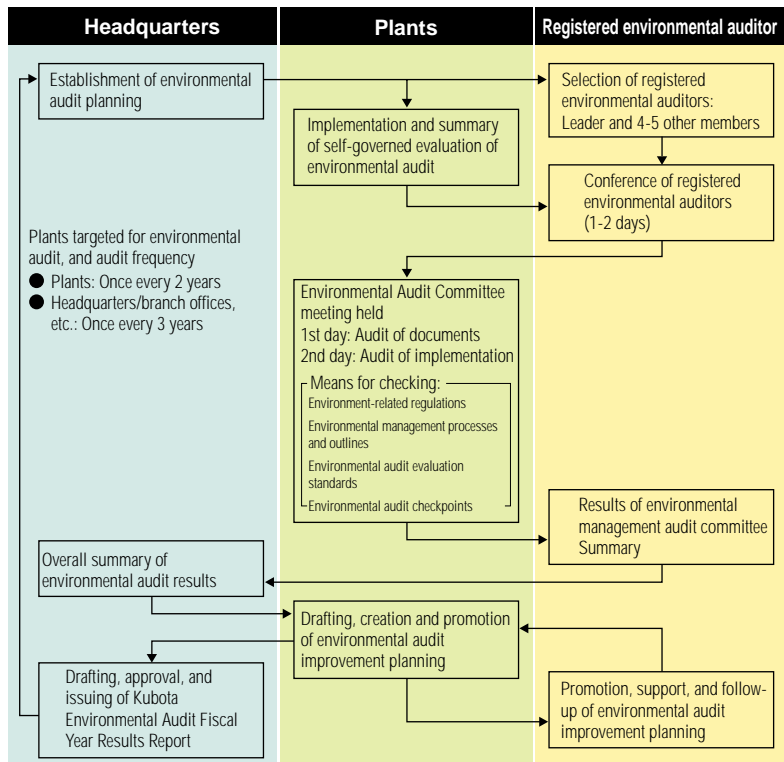 Headquarters
Plants
Registered environmental auditor
Establishment of environmental
audit planning
Implementation and summary
of self-governed evaluation of
environmental audit
Selection of registered
environmental auditors:
Leader and 4-5 other members
Conference of registered
environmental auditors
(1-2 days)
Plants targeted for environmental
audit, and audit frequency
● Plants: Once every 2 years
● Headquarters/branch offices,
etc.: Once every 3 years
Environmental Audit Committee
meeting held
1st day: Audit of documents
2nd day: Audit of implementation
Means for checking:
Environment-related regulations
Environmental management processes
and outlines
Environmental audit evaluation
standards
Environmental audit checkpoints
Results of environmental
management audit committee
Summary
Overall summary of
environmental audit results
Drafting, creation and promotion
of environmental audit
improvement planning
Drafting, approval, and
issuing of Kubota
Environmental Audit Fiscal
Year Results Report
Promotion, support, and follow-
up of environmental audit
improvement planning